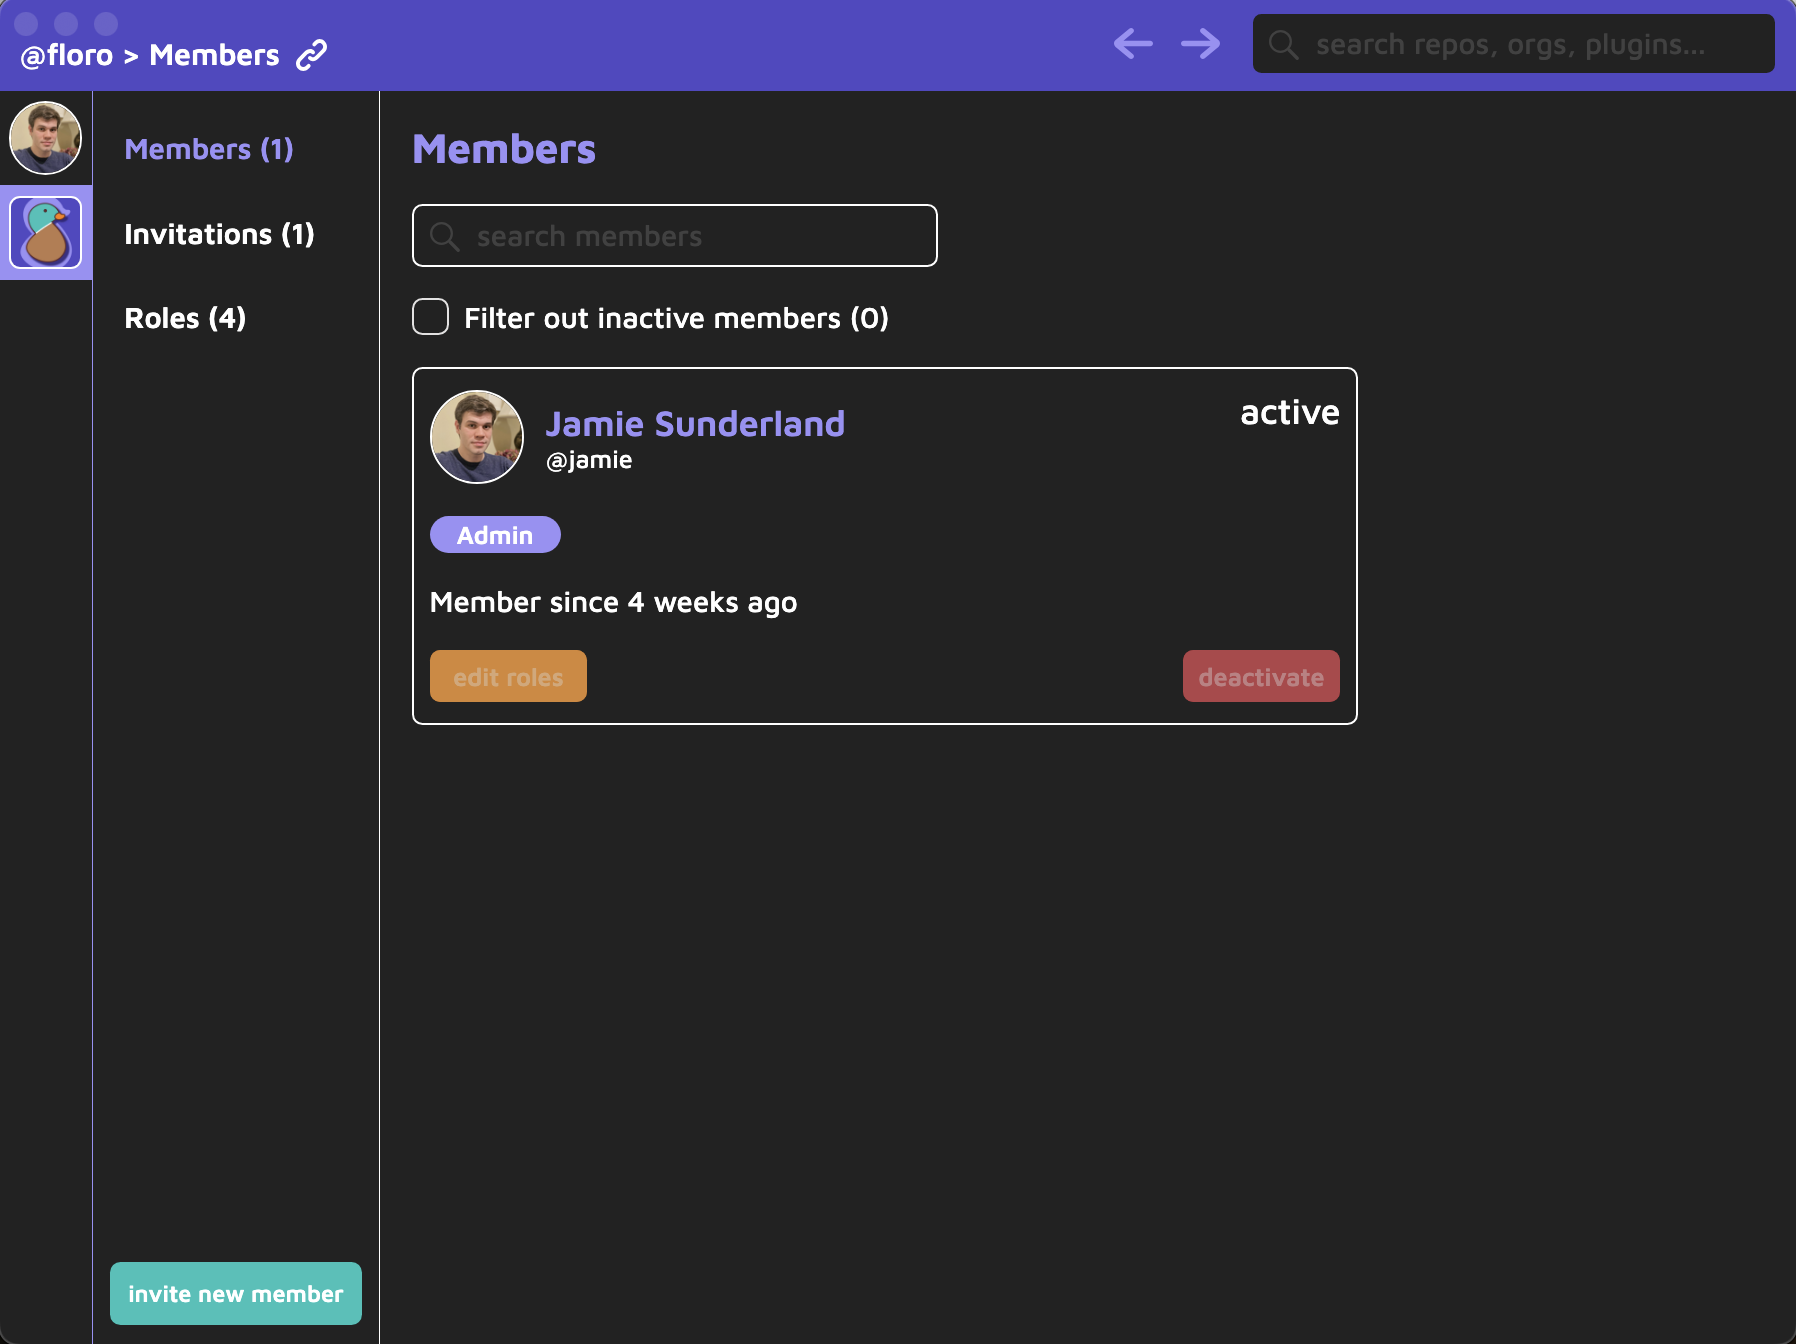 @floro > Members
search repos, orgs, plugins...
Members (1)
Invitations (1)
Roles (4)
Members
search members
Filter out inactive members (0)
Jamie Sunderland
@jamie
active
Admin
Member since 4 weeks ago
edit roles
deactivate
invite new member